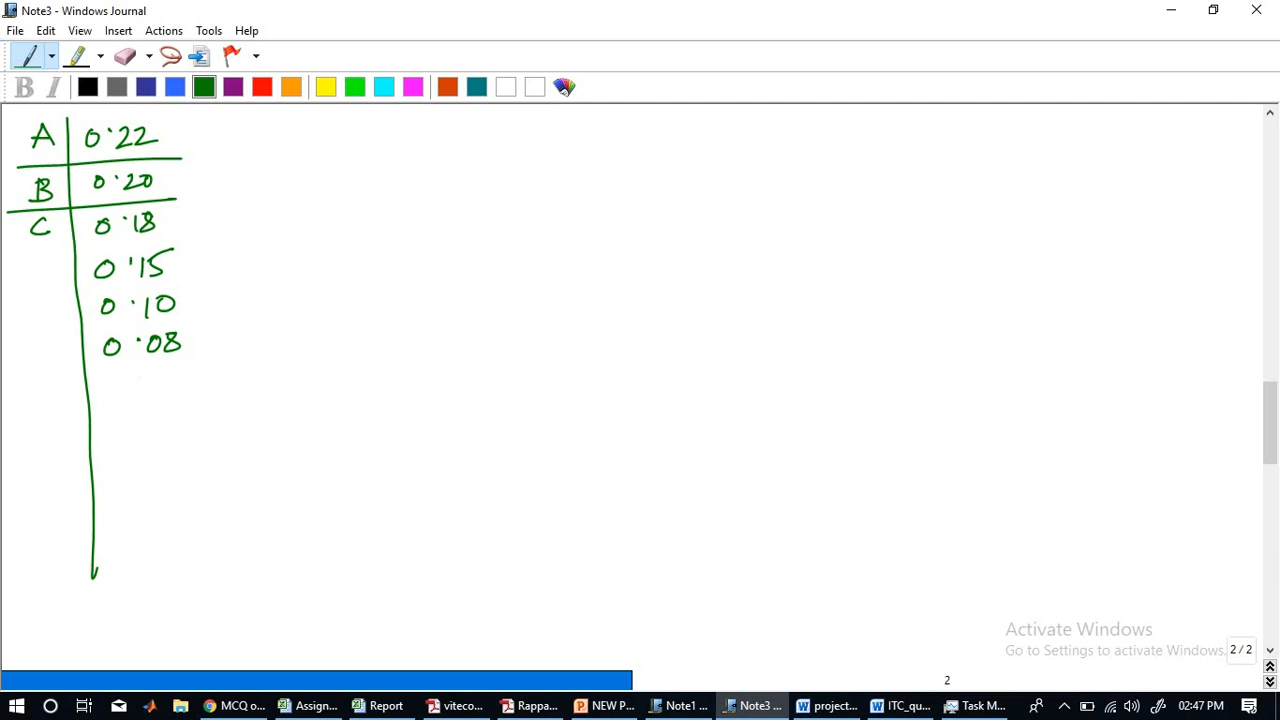 Note3 - Windows Journal
File Edit View Insert Actions Tools Help
B I
A 0.22
B 0.20
C 0.18
0.15
0.10
0.08
Activate Windows
Go to Settings to activate Windows.
2 / 2
2
MCQ o... Assign... Report viteco... Rappa... NEW P... Note1 ... Note3 ... project... ITC_qu... Task M... 02:47 PM